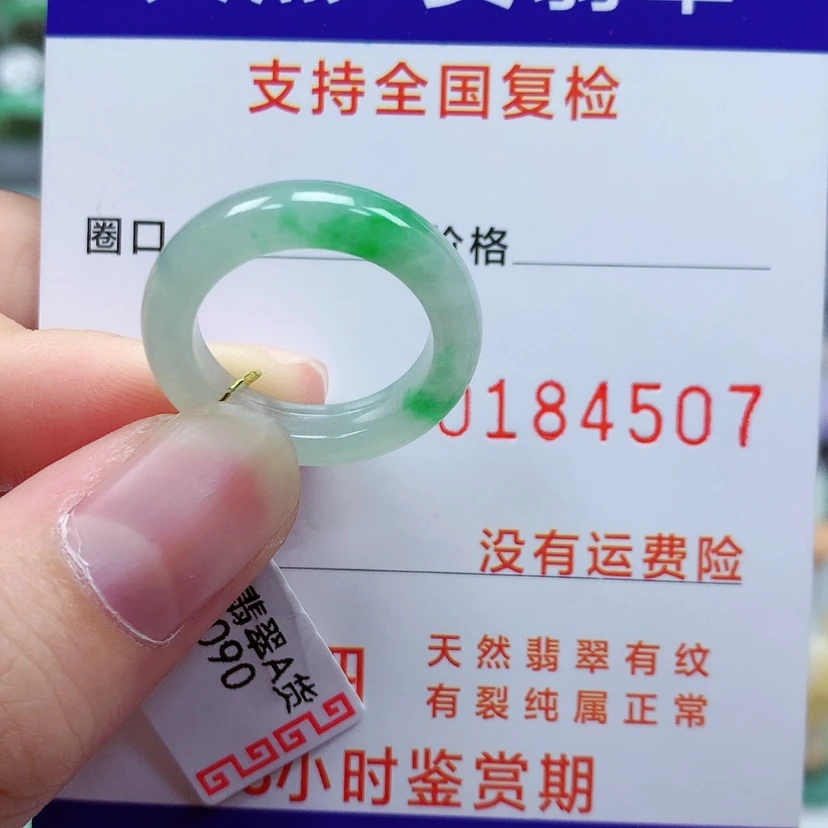 支持全国复检
圈口
价格
0184507
没有运费险
天然翡翠有纹
有裂纯属正常
小时鉴赏期
翡翠A货
090